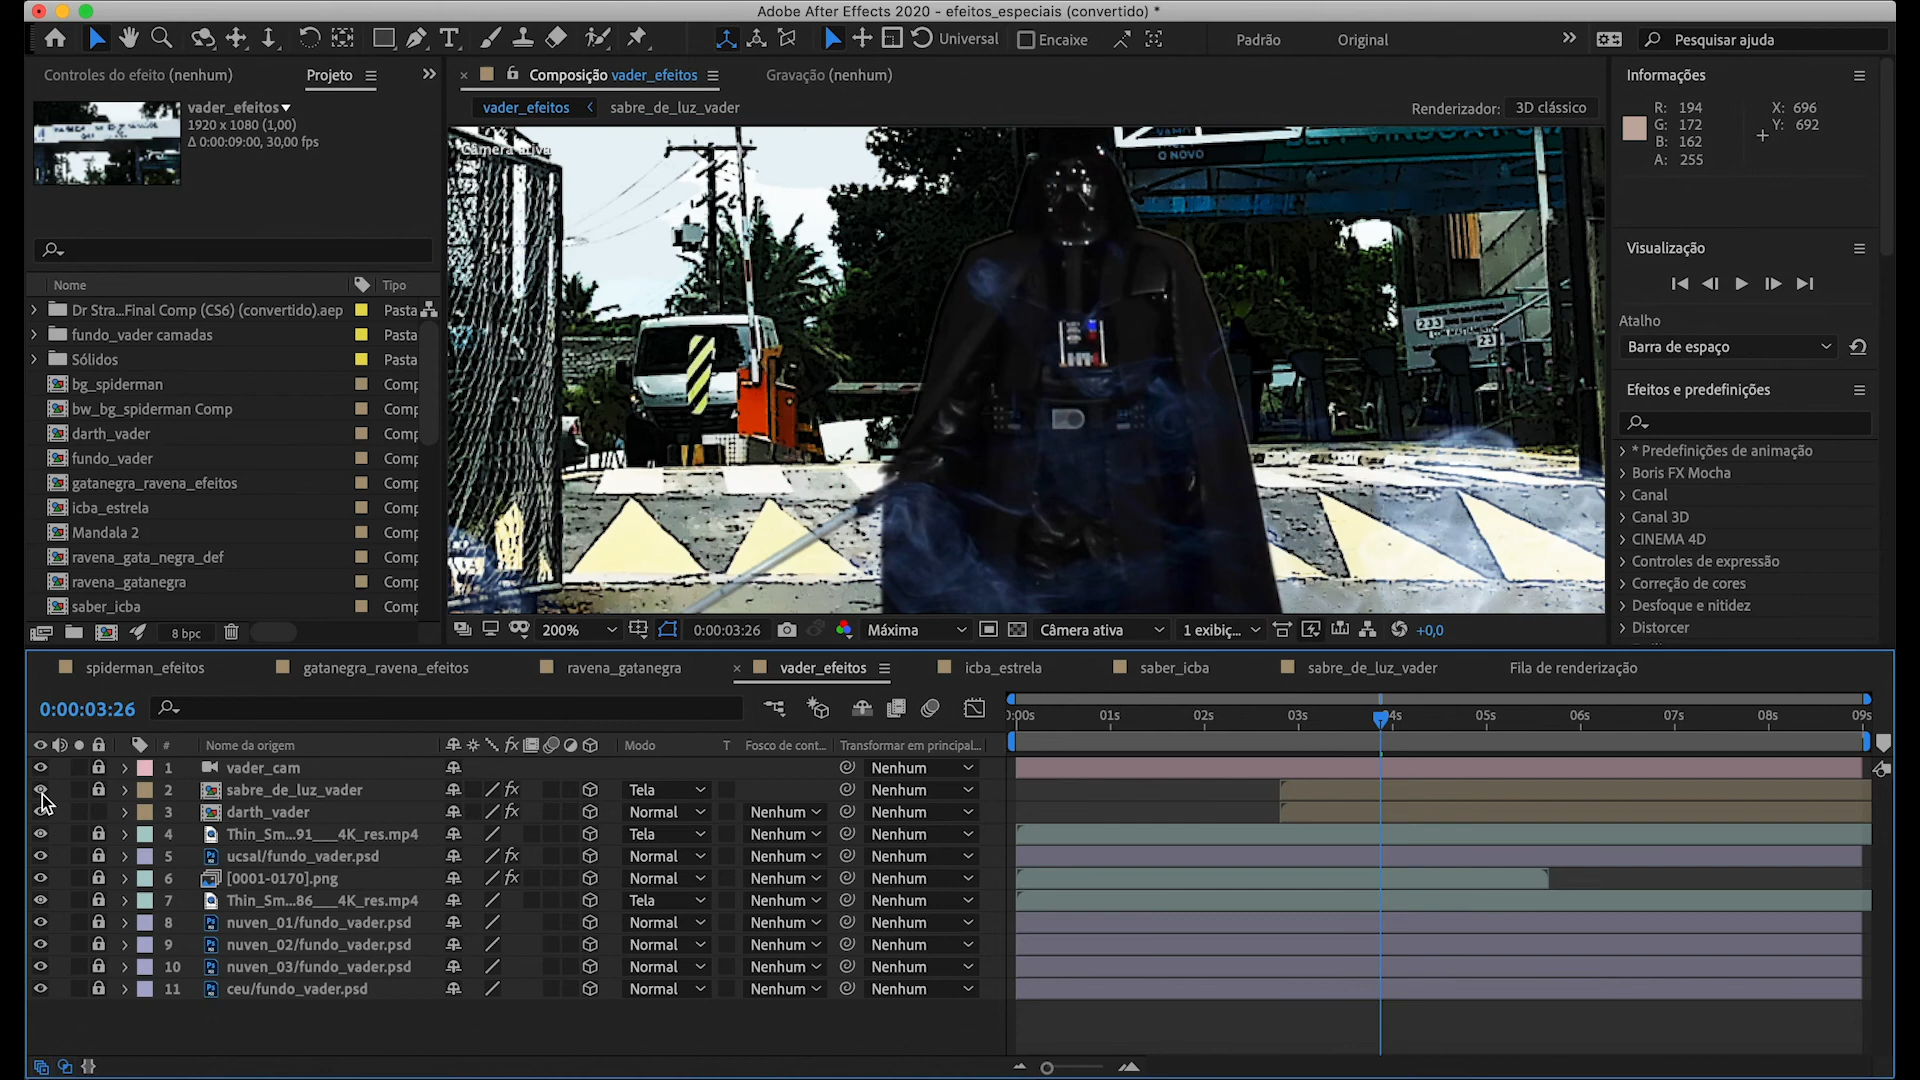 Adobe After Effects 2020 - efeitos_especiais (convertido) *
Universal
Encaixe
Padrão
Original
Pesquisar ajuda
Controles do efeito (nenhum)
Projeto
Composição vader_efeitos
Gravação (nenhum)
Informações
vader_efeitos
1920 x 1080 (1,00)
Δ 0:00:09:00, 30,00 fps
vader_efeitos
sabre_de_luz_vader
Renderizador: 3D clássico
R: 194
G: 172
B: 162
A: 255
X: 696
Y: 692
Câmera ativa
O NOVO
233
23
Visualização
Atalho
Barra de espaço
Efeitos e predefinições
* Predefinições de animação
Boris FX Mocha
Canal
Canal 3D
CINEMA 4D
Controles de expressão
Correção de cores
Desfoque e nitidez
Distorcer
Nome
Tipo
Dr Stra...Final Comp (CS6) (convertido).aep Pasta
fundo_vader camadas Pasta
Sólidos Pasta
bg_spiderman Comp
bw_bg_spiderman Comp Comp
darth_vader Comp
fundo_vader Comp
gatanegra_ravena_efeitos Comp
icba_estrela Comp
Mandala 2 Comp
ravena_gata_negra_def Comp
ravena_gatanegra Comp
saber_icba Comp
8 bpc
200%
0:00:03:26
Máxima
Câmera ativa
1 exibiç...
+0,0
spiderman_efeitos
gatanegra_ravena_efeitos
ravena_gatanegra
vader_efeitos
icba_estrela
saber_icba
sabre_de_luz_vader
Fila de renderização
0:00:03:26
0:00s 01s 02s 03s 04s 05s 06s 07s 08s 09s
# Nome da origem fx Modo T Fosco de cont... Transformar em principal...
1 vader_cam Nenhum
2 sabre_de_luz_vader fx Tela Nenhum
3 darth_vader fx Normal Nenhum Nenhum
4 Thin_Sm...91___4K_res.mp4 Tela Nenhum Nenhum
5 ucsal/fundo_vader.psd fx Normal Nenhum Nenhum
6 [0001-0170].png fx Normal Nenhum Nenhum
7 Thin_Sm...86___4K_res.mp4 Tela Nenhum Nenhum
8 nuven_01/fundo_vader.psd Normal Nenhum Nenhum
9 nuven_02/fundo_vader.psd Normal Nenhum Nenhum
10 nuven_03/fundo_vader.psd Normal Nenhum Nenhum
11 ceu/fundo_vader.psd Normal Nenhum Nenhum